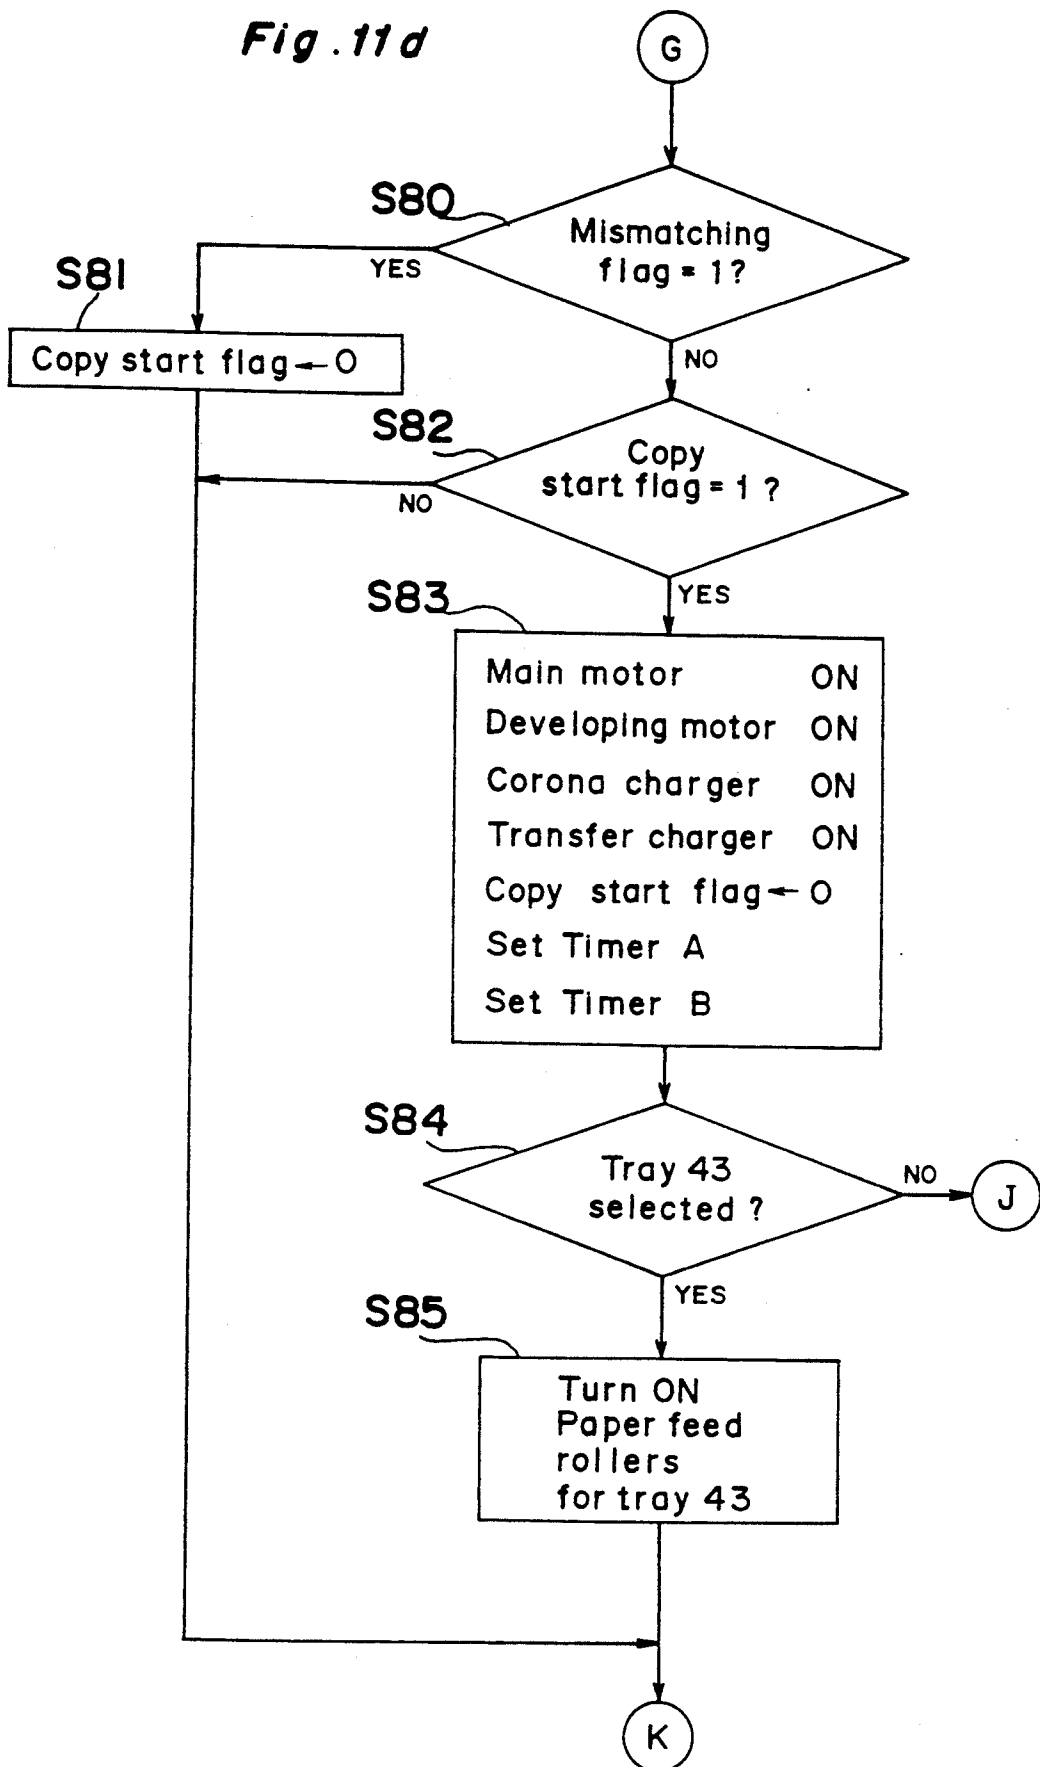 Fig. 11d
G
S80
Mismatching
flag = 1 ?
YES
S81
NO
Copy start flag ← 0
S82
Copy
start flag = 1 ?
NO
YES
S83
Main motor ON
Developing motor ON
Corona charger ON
Transfer charger ON
Copy start flag ← 0
Set Timer A
Set Timer B
S84
Tray 43
selected ?
NO
J
YES
S85
Turn ON
Paper feed
rollers
for tray 43
K